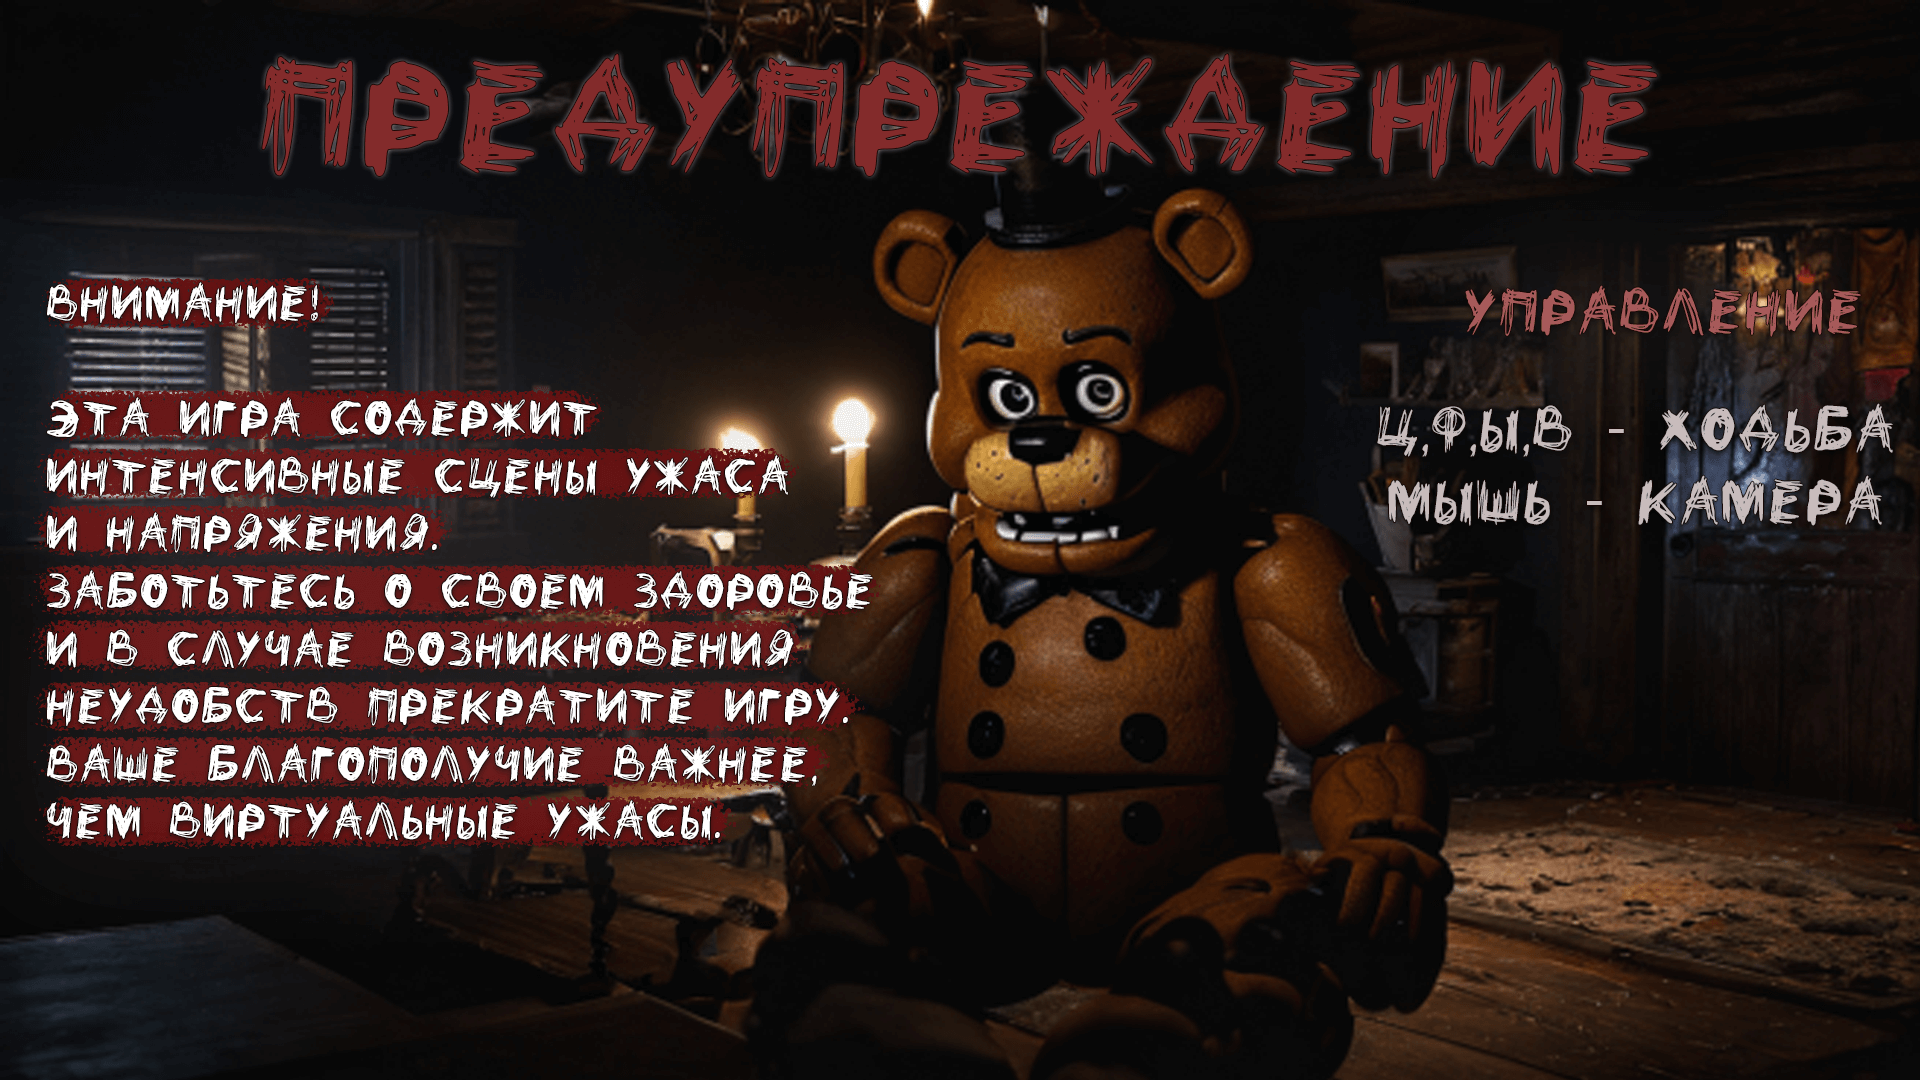 ПРЕДУПРЕЖДЕНИЕ
ВНИМАНИЕ!
ЭТА ИГРА СОДЕРЖИТ
ИНТЕНСИВНЫЕ СЦЕНЫ УЖАСА
И НАПРЯЖЕНИЯ.
ЗАБОТЬТЕСЬ О СВОЕМ ЗДОРОВЬЕ
И В СЛУЧАЕ ВОЗНИКНОВЕНИЯ
НЕУДОБСТВ ПРЕКРАТИТЕ ИГРУ.
ВАШЕ БЛАГОПОЛУЧИЕ ВАЖНЕЕ,
ЧЕМ ВИРТУАЛЬНЫЕ УЖАСЫ.
УПРАВЛЕНИЕ
Ц,Ф,Ы,В - ХОДЬБА
МЫШЬ - КАМЕРА